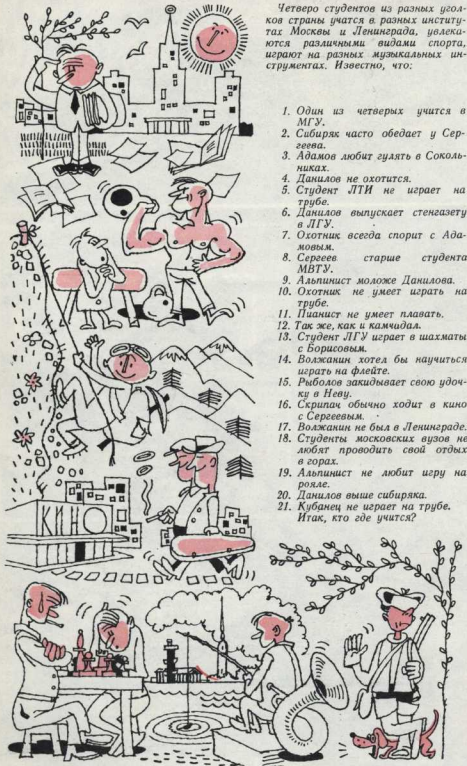 Четверо студентов из разных угол-
ков страны учатся в разных институ-
тах Москвы и Ленинграда, увлека-
ются различными видами спорта,
играют на разных музыкальных ин-
струментах. Известно, что:
1. Один из четверых учится в
МГУ.
2. Сибиряк часто обедает у Сер-
геева.
3. Адамов любит гулять в Соколь-
никах.
4. Данилов не охотится.
5. Студент ЛТИ не играет на
трубе.
6. Данилов выпускает стенгазету
в ЛГУ.
7. Охотник всегда спорит с Ада-
мовым.
8. Сергеев старше студента
МВТУ.
9. Альпинист моложе Данилова.
10. Охотник не умеет играть на
трубе.
11. Пианист не умеет плавать.
12. Так же, как и камчадал.
13. Студент ЛГУ играет в шахматы
с Борисовым.
14. Волжанин хотел бы научиться
играть на флейте.
15. Рыболов закидывает свою удоч-
ку в Неву.
16. Скрипач обычно ходит в кино
с Сергеевым.
17. Волжанин не был в Ленинграде.
18. Студенты московских вузов не
любят проводить свой отдых
в горах.
19. Альпинист не любит игру на
рояле.
20. Данилов выше сибиряка.
21. Кубанец не играет на трубе.
Итак, кто где учится?
КИНО